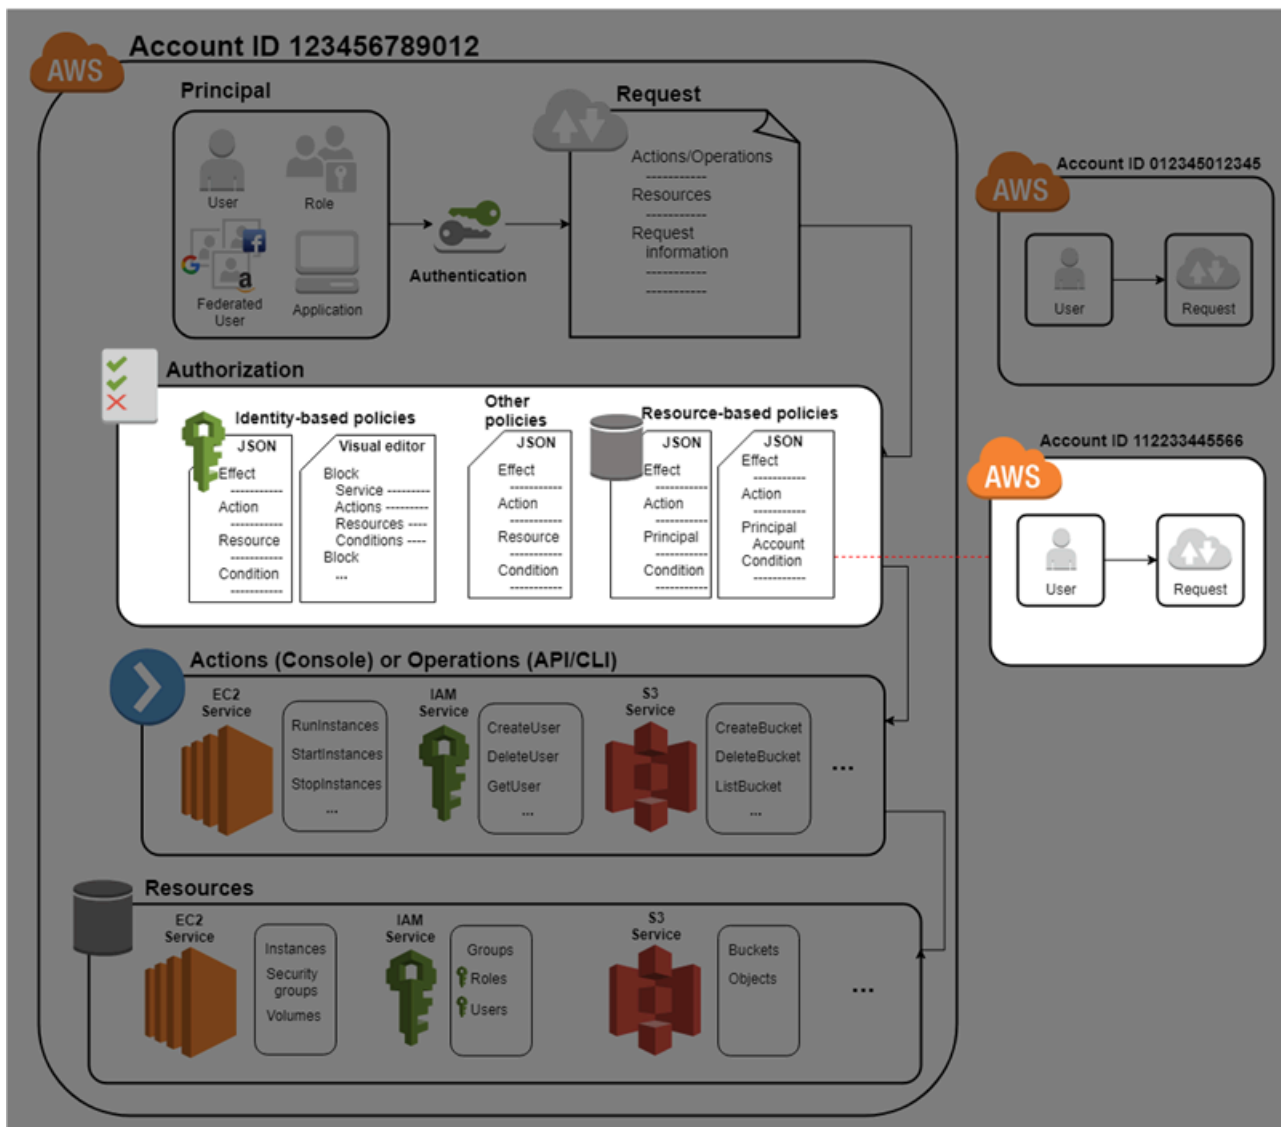 Account ID 123456789012
AWS
Principal
User
Role
Federated
User
Application
a
Authentication
Request
Actions/Operations
-----------
Resources
-----------
Request
information
-----------
-----------
Account ID 012345012345
AWS
User
Request
Authorization
Identity-based policies
JSON
Effect
-----------
Action
-----------
Resource
-----------
Condition
-----------
Visual editor
Block
Service ---------
Actions ---------
Resources ----
Conditions ----
Block
...
Other
policies
JSON
Effect
-----------
Action
-----------
Resource
-----------
Condition
-----------
Resource-based policies
JSON
Effect
-----------
Action
-----------
Principal
-----------
Condition
-----------
JSON
Effect
-----------
Action
-----------
Principal
Account
Condition
-----------
Account ID 112233445566
AWS
User
Request
Actions (Console) or Operations (API/CLI)
EC2
Service
RunInstances
StartInstances
StopInstances
...
IAM
Service
CreateUser
DeleteUser
GetUser
...
S3
Service
CreateBucket
DeleteBucket
ListBucket
...
...
Resources
EC2
Service
Instances
Security
groups
Volumes
IAM
Service
Groups
Roles
Users
S3
Service
Buckets
Objects
...